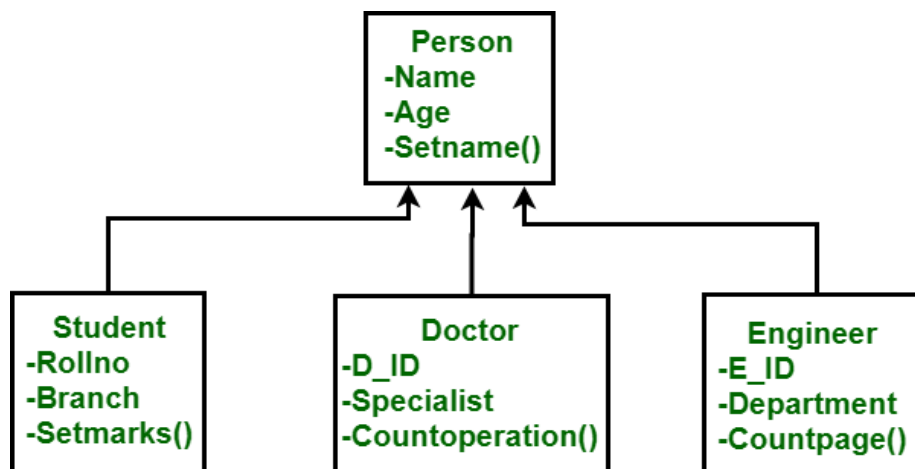 Person
-Name
-Age
-Setname()
Student
-Rollno
-Branch
-Setmarks()
Doctor
-D_ID
-Specialist
-Countoperation()
Engineer
-E_ID
-Department
-Countpage()